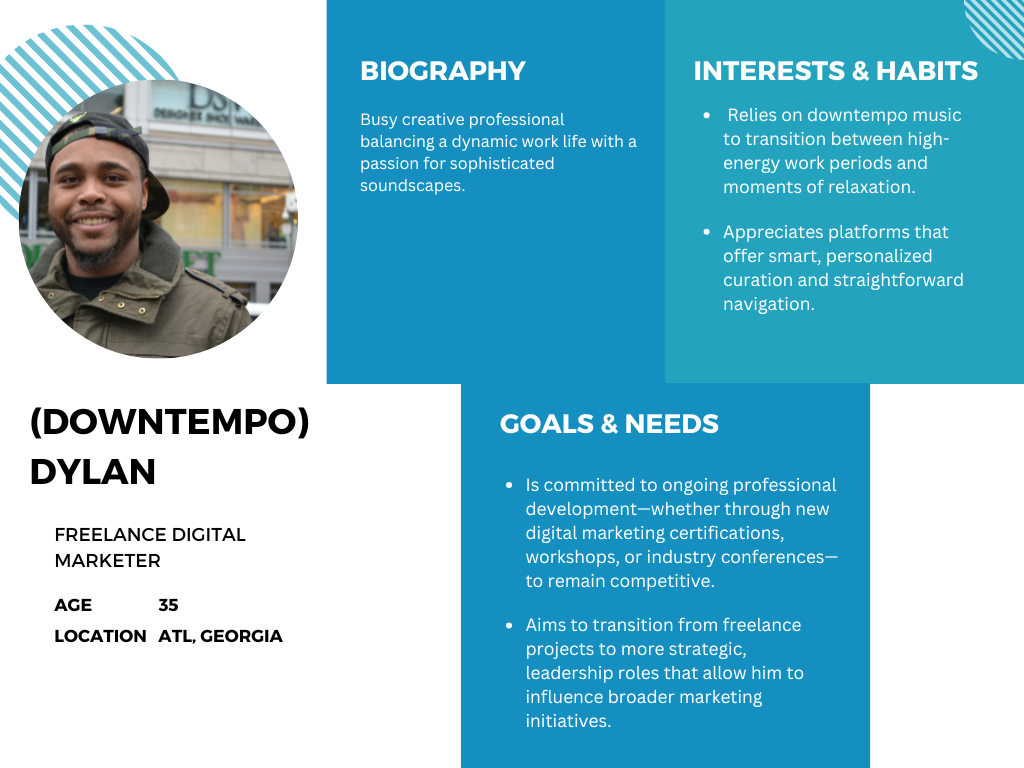 BIOGRAPHY
Busy creative professional
balancing a dynamic work life with a
passion for sophisticated
soundscapes.
INTERESTS & HABITS
• Relies on downtempo music
to transition between high-
energy work periods and
moments of relaxation.
• Appreciates platforms that
offer smart, personalized
curation and straightforward
navigation.
(DOWNTEMPO)
DYLAN
FREELANCE DIGITAL
MARKETER
AGE 35
LOCATION ATL, GEORGIA
GOALS & NEEDS
• Is committed to ongoing professional
development—whether through new
digital marketing certifications,
workshops, or industry conferences—
to remain competitive.
• Aims to transition from freelance
projects to more strategic,
leadership roles that allow him to
influence broader marketing
initiatives.